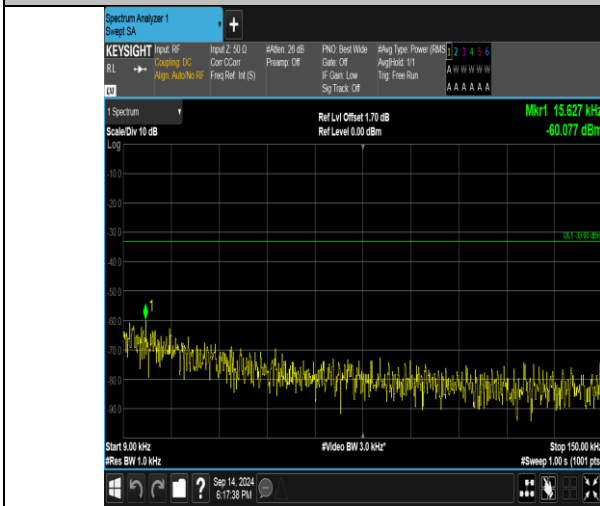 Spectrum Analyzer 1
Swept SA
+
KEYSIGHT Input: RF Input Z: 50 Ω #Atten: 26 dB PNO: Best Wide #Avg Type: Power (RMS 1 2 3 4 5 6
RL Coupling: DC Corr CCorr Preamp: Off Gate: Off Avg|Hold: 1/1 A W W W W W
Align: Auto/No RF Freq Ref: Int (S) IF Gain: Low Trig: Free Run
Sig Track: Off A A A A A A
1 Spectrum Ref Lvl Offset 1.70 dB Mkr1 15.627 kHz
Scale/Div 10 dB Ref Level 0.00 dBm -60.077 dBm
Log
-10.0
-20.0
-30.0
DL1 -33.00 dBm
-40.0
-50.0
1
-60.0
-70.0
-80.0
-90.0
Start 9.00 kHz #Video BW 3.0 kHz* Stop 150.00 kHz
#Res BW 1.0 kHz #Sweep 1.00 s (1001 pts
? Sep 14, 2024
6:17:38 PM